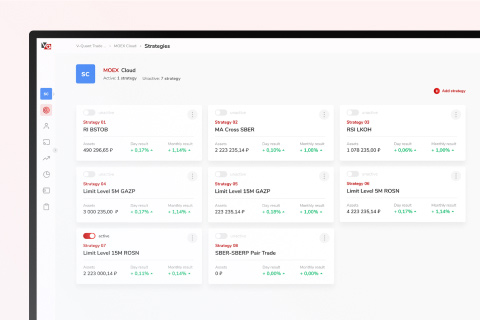 VQ
V-Quant Trade... > MOEX Cloud > Strategies
SC
MOEX Cloud
Active: 1 strategy Unactive: 7 strategy
Add strategy
SC
Strategy 01
RI BSTOB
Assets Day result Monthly result
490 296,65 ₽ + 0,17% + 1,14%
Strategy 02
MA Cross SBER
Assets Day result Monthly result
2 223 235,14 ₽ + 0,10% + 1,00%
Strategy 03
RSI LKOH
Assets Day result Monthly result
1 078 235,00 ₽ + 0,00% + 1,00%
Strategy 04
Limit Level 5M GAZP
Assets Day result Monthly result
3 000 235,00 ₽ + 0,17% + 1,14%
Strategy 05
Limit Level 15M GAZP
Assets Day result Monthly result
223 235,14 ₽ + 0,10% + 1,00%
Strategy 06
Limit Level 5M ROSN
Assets Day result Monthly result
4 223 235,14 ₽ + 0,17% + 1,14%
active
Strategy 07
Limit Level 15M ROSN
Assets Day result Monthly result
2 223 000,14 ₽ + 0,11% + 0,14%
Strategy 08
SBER-SBERP Pair Trade
Assets Day result Monthly result
0 ₽ + 0,00% + 0,00%